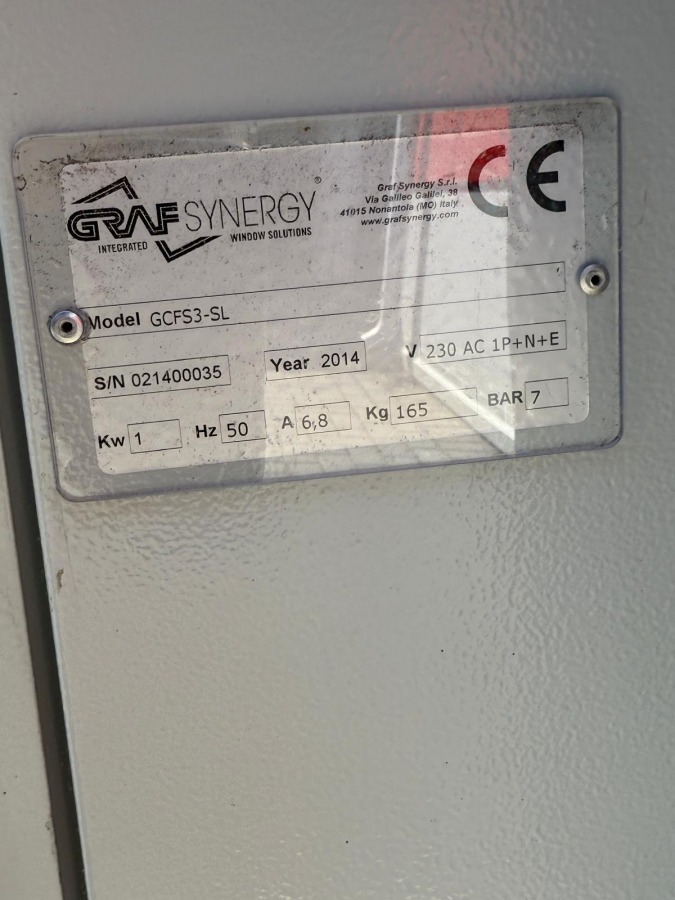 GRAF SYNERGY®
INTEGRATED WINDOW SOLUTIONS
Graf Synergy S.r.l.
Via Galileo Galilei, 38
41015 Nonantola (MO) Italy
www.grafsynergy.com
CE
Model GCFS3-SL
S/N 021400035 Year 2014 V 230 AC 1P+N+E
Kw 1 Hz 50 A 6,8 Kg 165 BAR 7